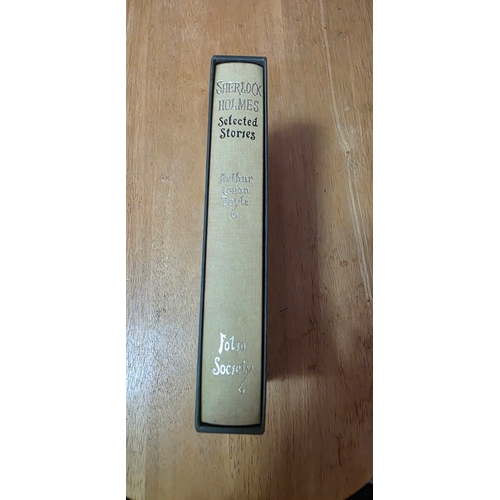 SHERLOCK
HOLMES
Selected
Stories
Arthur
Conan
Doyle
Folio
Society